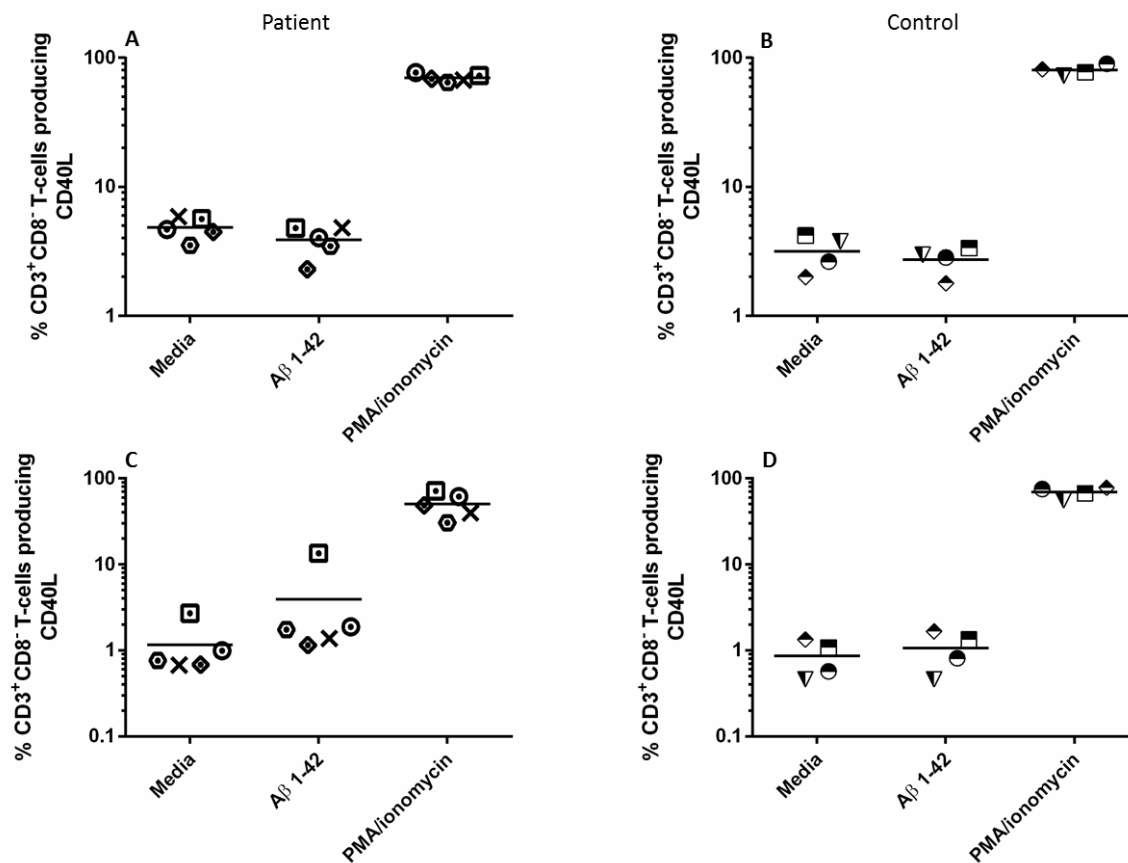 Patient
Control
A
% CD3⁺CD8⁻ T-cells producing
CD40L
100
10
1
Media
Aβ 1-42
PMA/ionomycin
B
% CD3⁺CD8⁻ T-cells producing
CD40L
100
10
1
Media
Aβ 1-42
PMA/ionomycin
C
% CD3⁺CD8⁻ T-cells producing
CD40L
100
10
1
0.1
Media
Aβ 1-42
PMA/ionomycin
D
% CD3⁺CD8⁻ T-cells producing
CD40L
100
10
1
0.1
Media
Aβ 1-42
PMA/ionomycin